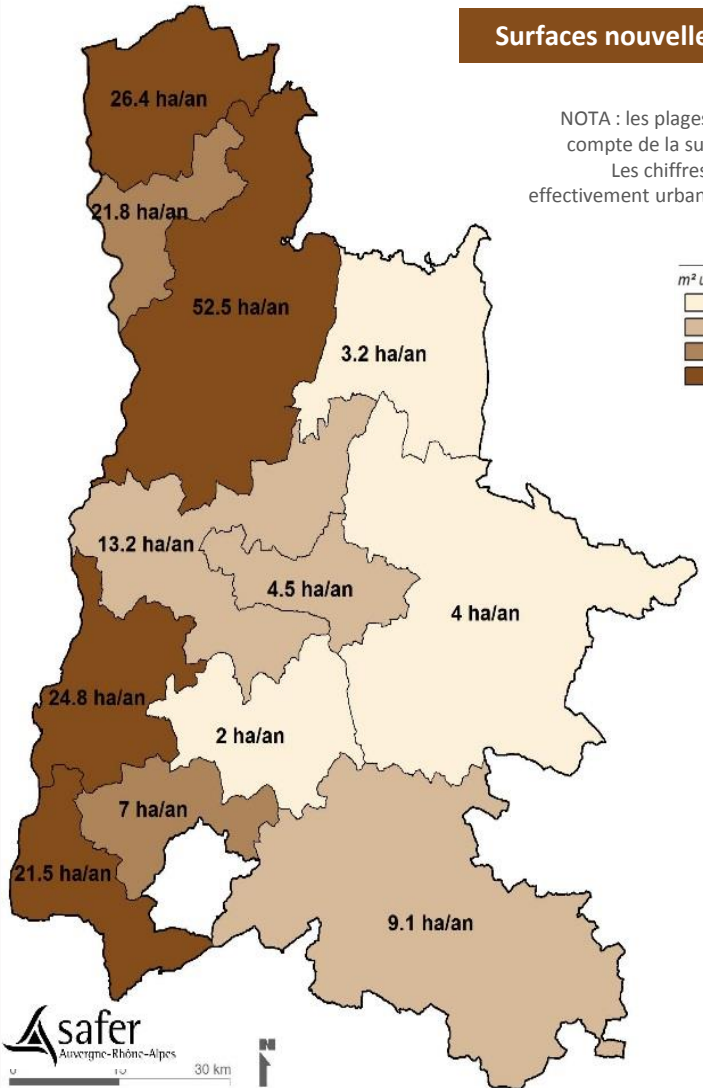 Surfaces nouvelle
NOTA : les plages
compte de la su
Les chiffres
effectivement urban
m² u
26.4 ha/an
21.8 ha/an
52.5 ha/an
3.2 ha/an
13.2 ha/an
4.5 ha/an
4 ha/an
24.8 ha/an
2 ha/an
7 ha/an
21.5 ha/an
9.1 ha/an
safer
Auvergne-Rhône-Alpes
30 km
N